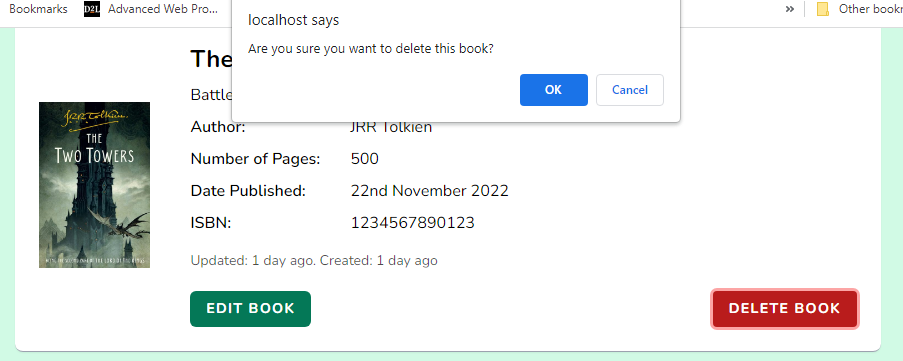 Bookmarks D2L Advanced Web Pro... » Other bookr
localhost says
Are you sure you want to delete this book?
OK Cancel
The
Battle
JRR Tolkien
THE
TWO TOWERS
Author: JRR Tolkien
Number of Pages: 500
Date Published: 22nd November 2022
ISBN: 1234567890123
Updated: 1 day ago. Created: 1 day ago
EDIT BOOK DELETE BOOK